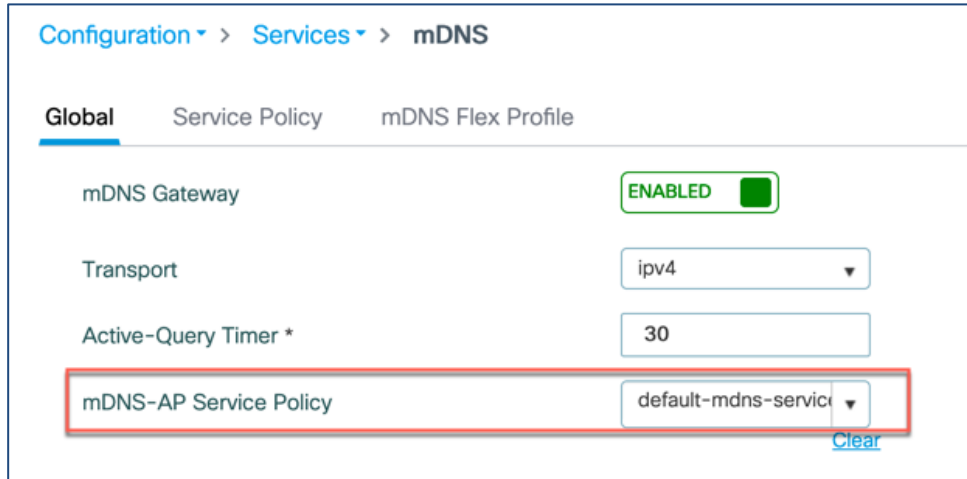 Configuration > Services > mDNS
Global Service Policy mDNS Flex Profile
mDNS Gateway ENABLED
Transport ipv4
Active-Query Timer * 30
mDNS-AP Service Policy default-mdns-servic
Clear